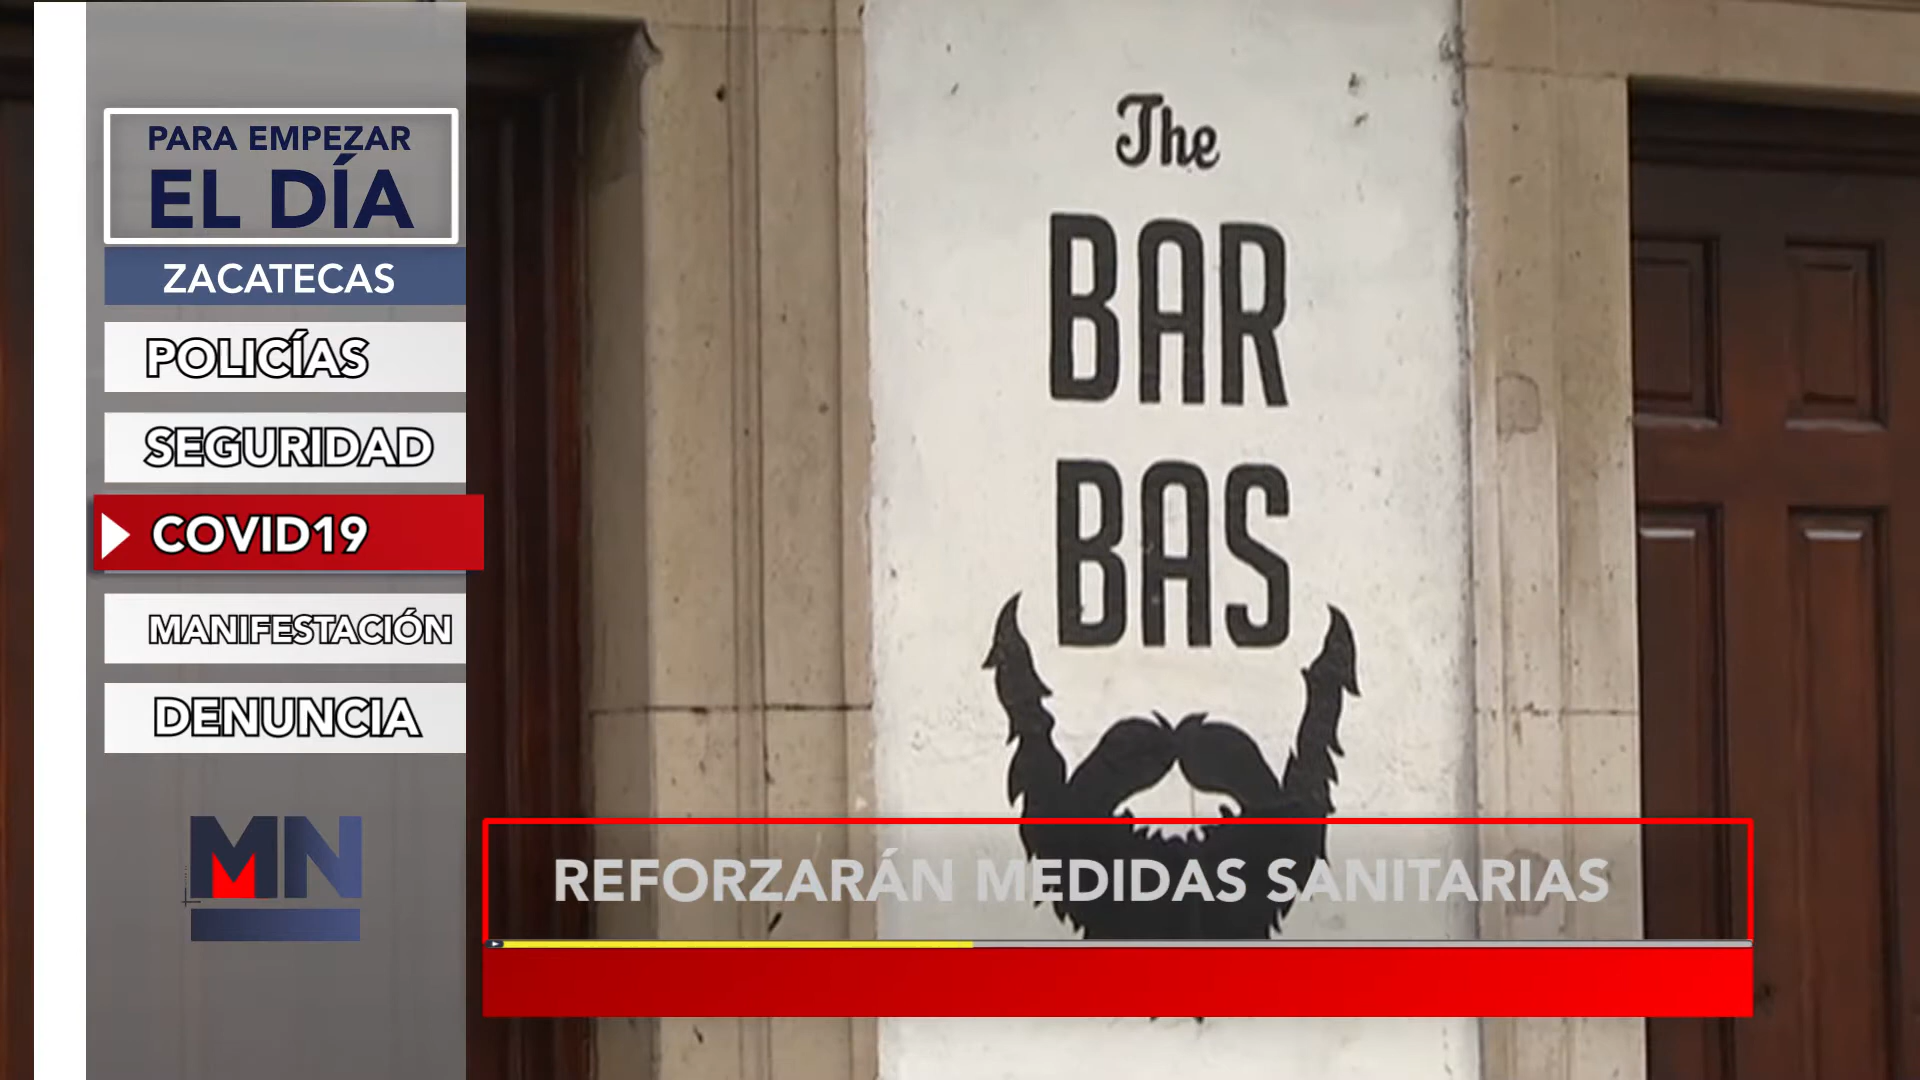 PARA EMPEZAR
EL DÍA
ZACATECAS
POLICÍAS
SEGURIDAD
COVID19
MANIFESTACIÓN
DENUNCIA
MN
The
BAR
BAS
REFORZARÁN MEDIDAS SANITARIAS